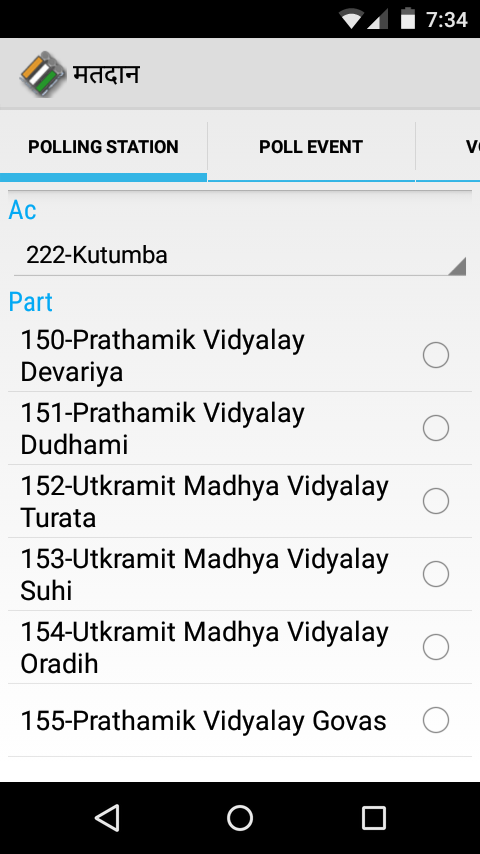 7:34
मतदान
POLLING STATION
POLL EVENT
Ac
222-Kutumba
Part
150-Prathamik Vidyalay
Devariya
151-Prathamik Vidyalay
Dudhami
152-Utkramit Madhya Vidyalay
Turata
153-Utkramit Madhya Vidyalay
Suhi
154-Utkramit Madhya Vidyalay
Oradih
155-Prathamik Vidyalay Govas